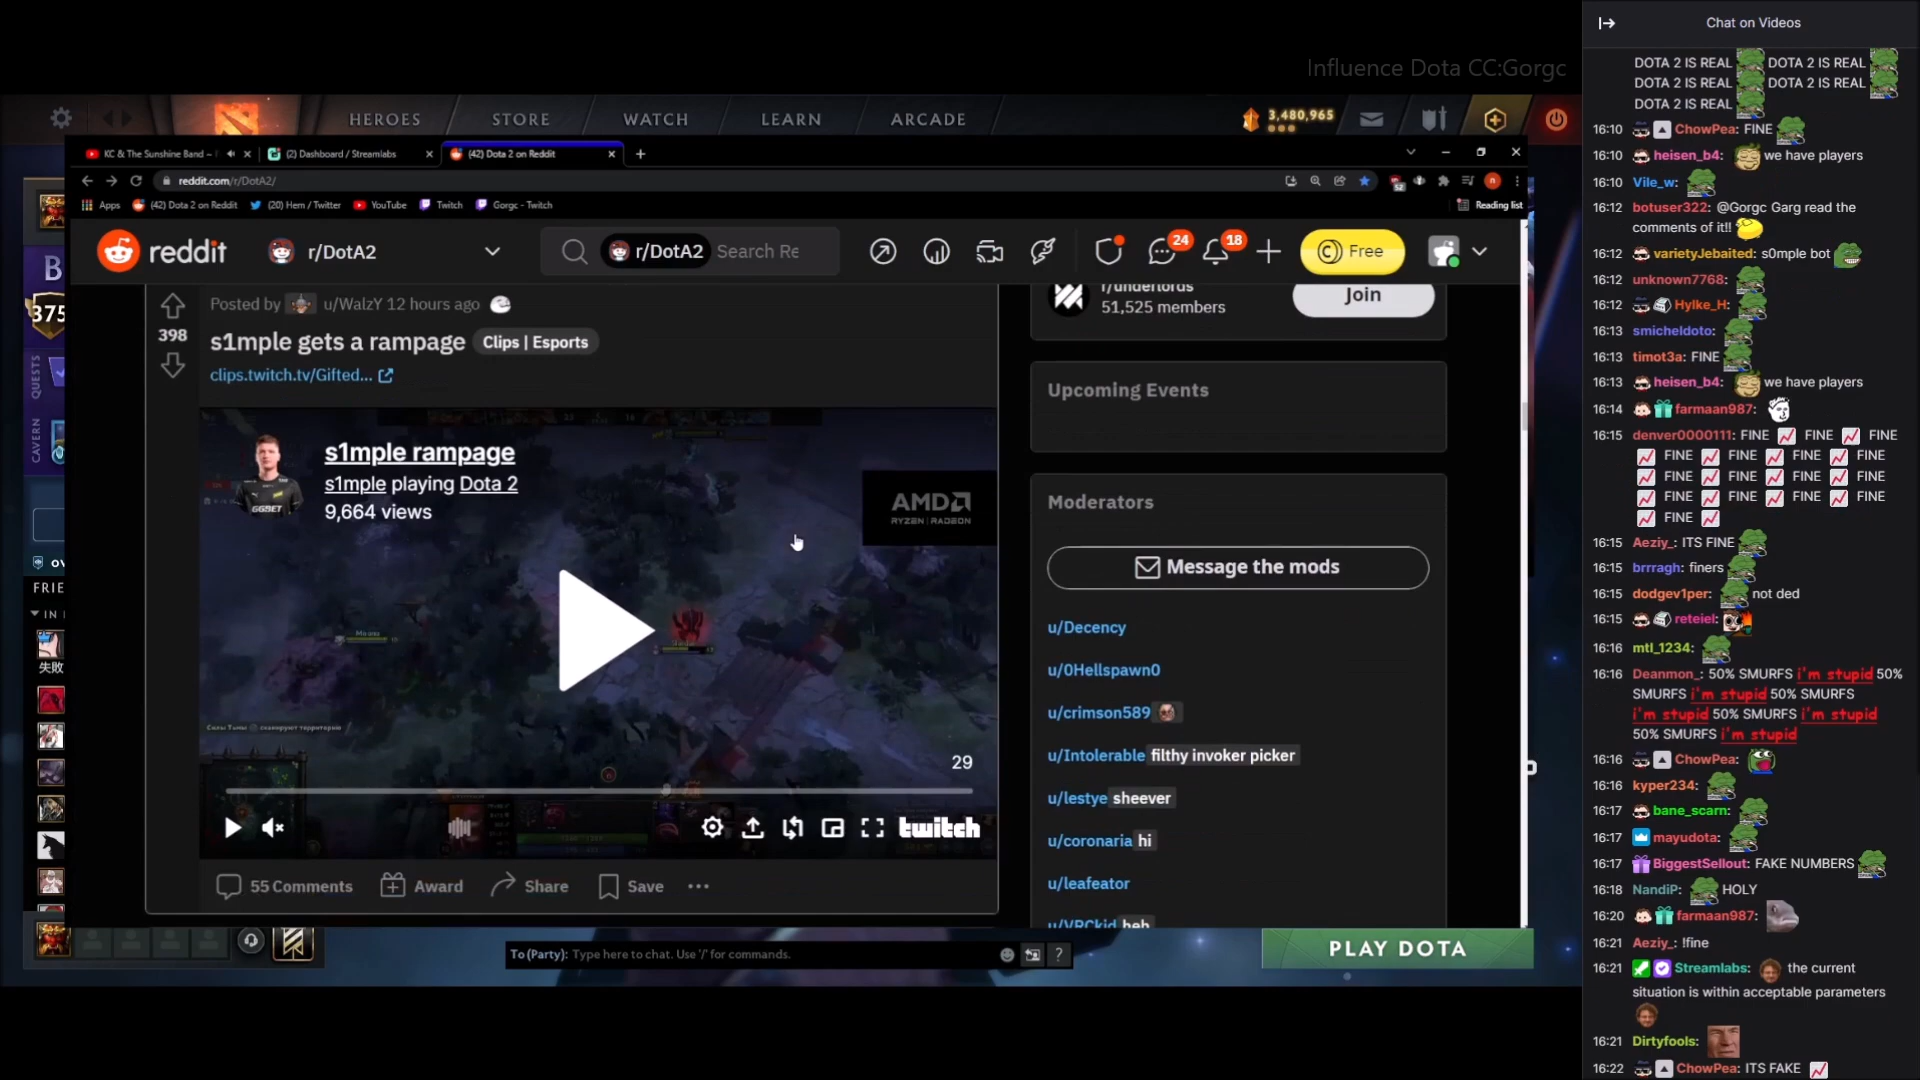 Influence Dota CC:Gorgc
HEROES STORE WATCH LEARN ARCADE
3,480,965
KC & The Sunshine Band –
(2) Dashboard / Streamlabs
(42) Dota 2 on Reddit
reddit.com/r/DotA2/
Apps (42) Dota 2 on Reddit (20) Hem / Twitter YouTube Twitch Gorgc - Twitch
Reading list
reddit r/DotA2 r/DotA2 Search Re
24 18 Free
B
375
QUESTS
CAVERN
FRIE
IN
失敗
Posted by u/WalzY 12 hours ago
398
s1mple gets a rampage Clips | Esports
clips.twitch.tv/Gifted...
s1mple rampage
s1mple playing Dota 2
9,664 views
AMD
RYZEN | RADEON
GGBET
29
twitch
55 Comments Award Share Save
r/underlords
51,525 members
Join
Upcoming Events
Moderators
Message the mods
u/Decency
u/0Hellspawn0
u/crimson589
u/Intolerable filthy invoker picker
u/lestye sheever
u/coronaria hi
u/leafeator
u/VRCkid heh
To (Party): Type here to chat. Use '/' for commands.
?
PLAY DOTA
Chat on Videos
DOTA 2 IS REAL DOTA 2 IS REAL
DOTA 2 IS REAL DOTA 2 IS REAL
DOTA 2 IS REAL
16:10 ChowPea: FINE
16:10 heisen_b4: we have players
16:10 Vile_w:
16:12 botuser322: @Gorgc Garg read the
comments of it!!
16:12 varietyJebaited: s0mple bot
16:12 unknown7768:
16:12 Hylke_H:
16:13 smicheldoto:
16:13 timot3a: FINE
16:13 heisen_b4: we have players
16:14 farmaan987:
16:15 denver0000111: FINE FINE FINE
FINE FINE FINE FINE
FINE FINE FINE FINE
FINE FINE FINE FINE
FINE
16:15 Aeziy_: ITS FINE
16:15 brrragh: finers
16:15 dodgev1per: not ded
16:15 reteiel:
16:16 mtl_1234:
16:16 Deanmon_: 50% SMURFS i'm stupid 50%
SMURFS i'm stupid 50% SMURFS
i'm stupid 50% SMURFS i'm stupid
50% SMURFS i'm stupid
16:16 ChowPea:
16:16 kyper234:
16:17 bane_scarn:
16:17 mayudota:
16:17 BiggestSellout: FAKE NUMBERS
16:18 NandiP: HOLY
16:20 farmaan987:
16:21 Aeziy_: !fine
16:21 Streamlabs: the current
situation is within acceptable parameters
16:21 Dirtyfools:
16:22 ChowPea: ITS FAKE